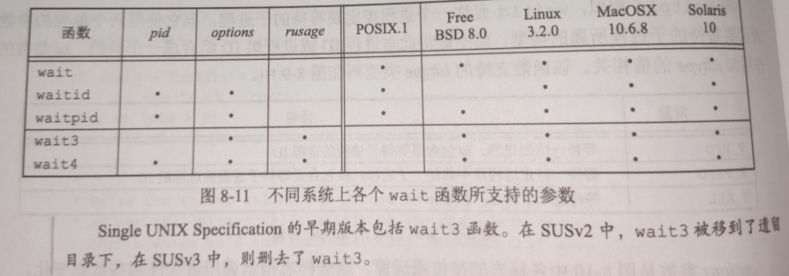 函数 pid options rusage POSIX.1 Free BSD 8.0 Linux 3.2.0 MacOSX 10.6.8 Solaris 10
wait
waitid
waitpid
wait3
wait4
图 8-11 不同系统上各个 wait 函数所支持的参数
Single UNIX Specification 的早期版本包括 wait3 函数。在 SUSv2 中，wait3 被移到了遗留
目录下，在 SUSv3 中，则删去了 wait3。